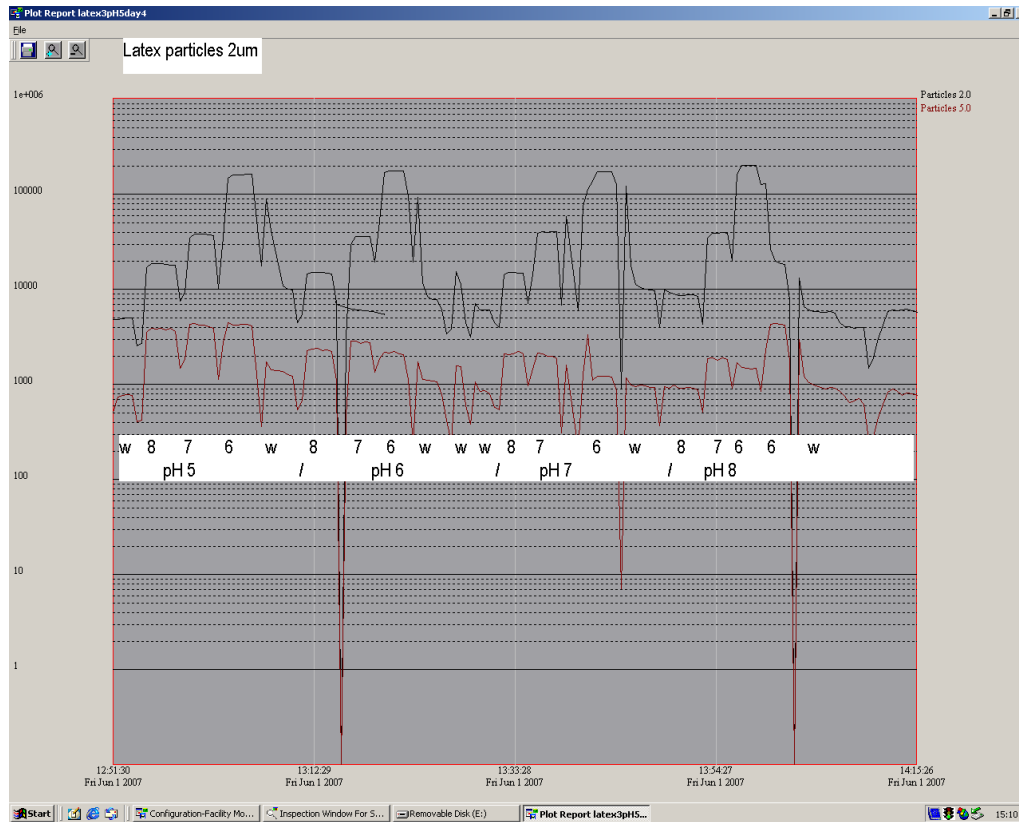 Plot Report latex3pH5day4
File
Latex particles 2um
1e+006
Particles 2.0
Particles 5.0
100000
10000
1000
w 8 7 6 w 8 7 6 w w w 8 7 6 w 8 7 6 6 w
pH 5 / pH 6 / pH 7 / pH 8
100
10
1
12:51:30 13:12:29 13:33:28 13:54:27 14:15:26
Fri Jun 1 2007 Fri Jun 1 2007 Fri Jun 1 2007 Fri Jun 1 2007 Fri Jun 1 2007
Start Configuration-Facility Mo... Inspection Window For S... Removable Disk (E:) Plot Report latex3pH5... 15:10